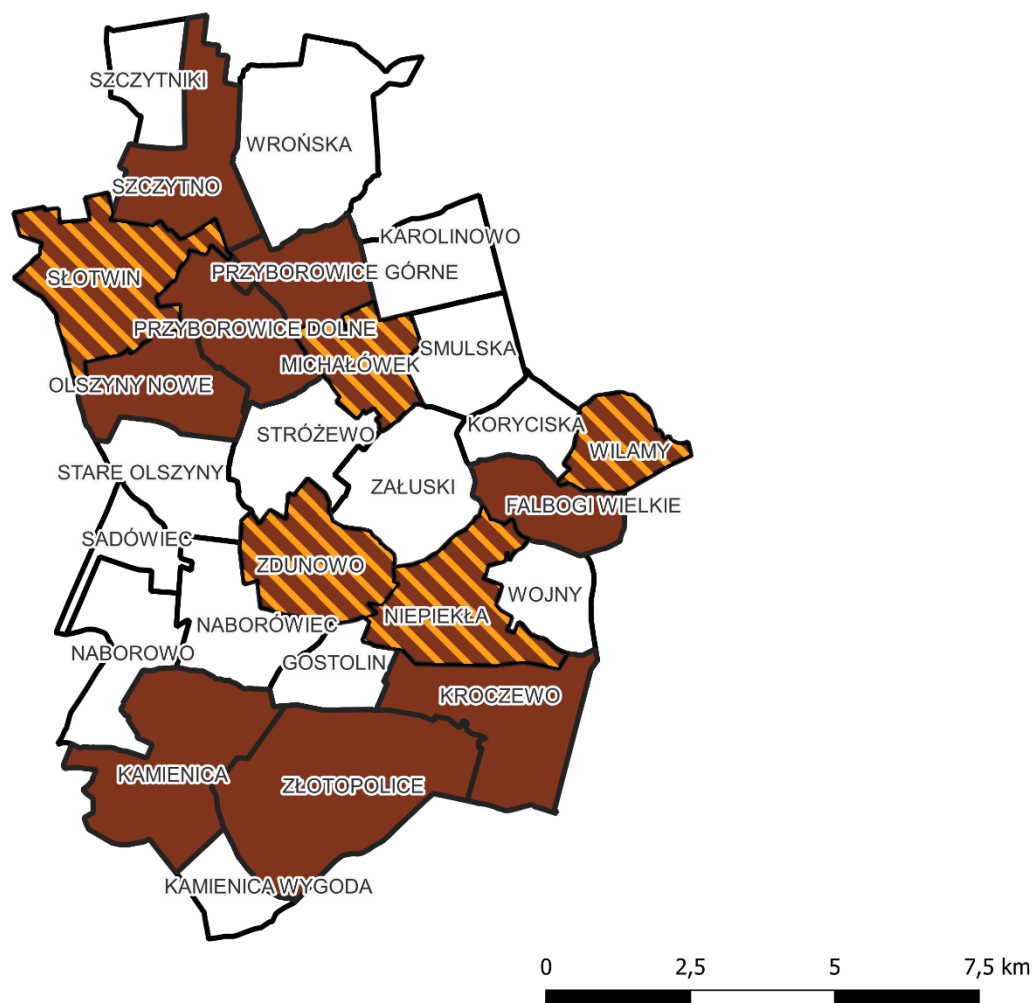 SZCZYTNIKI
WROŃSKA
SZCZYTNO
KAROLINOWO
PRZYBOROWICE GÓRNE
SŁOTWIN
PRZYBOROWICE DOLNE
SMULSKA
MICHAŁÓWEK
OLSZYNY NOWE
KORYCISKA
STRÓŻEWO
WILAMY
STARE OLSZYNY
ZAŁUSKI
FALBOGI WIELKIE
SADÓWIEC
ZDUNOWO
WOJNY
NIEPIEKŁA
NABORÓWIEC
NABOROWO
GOSTOLIN
KROCZEWO
KAMIENICA
ZŁOTOPOLICE
KAMIENICA WYGODA
0 2,5 5 7,5 km